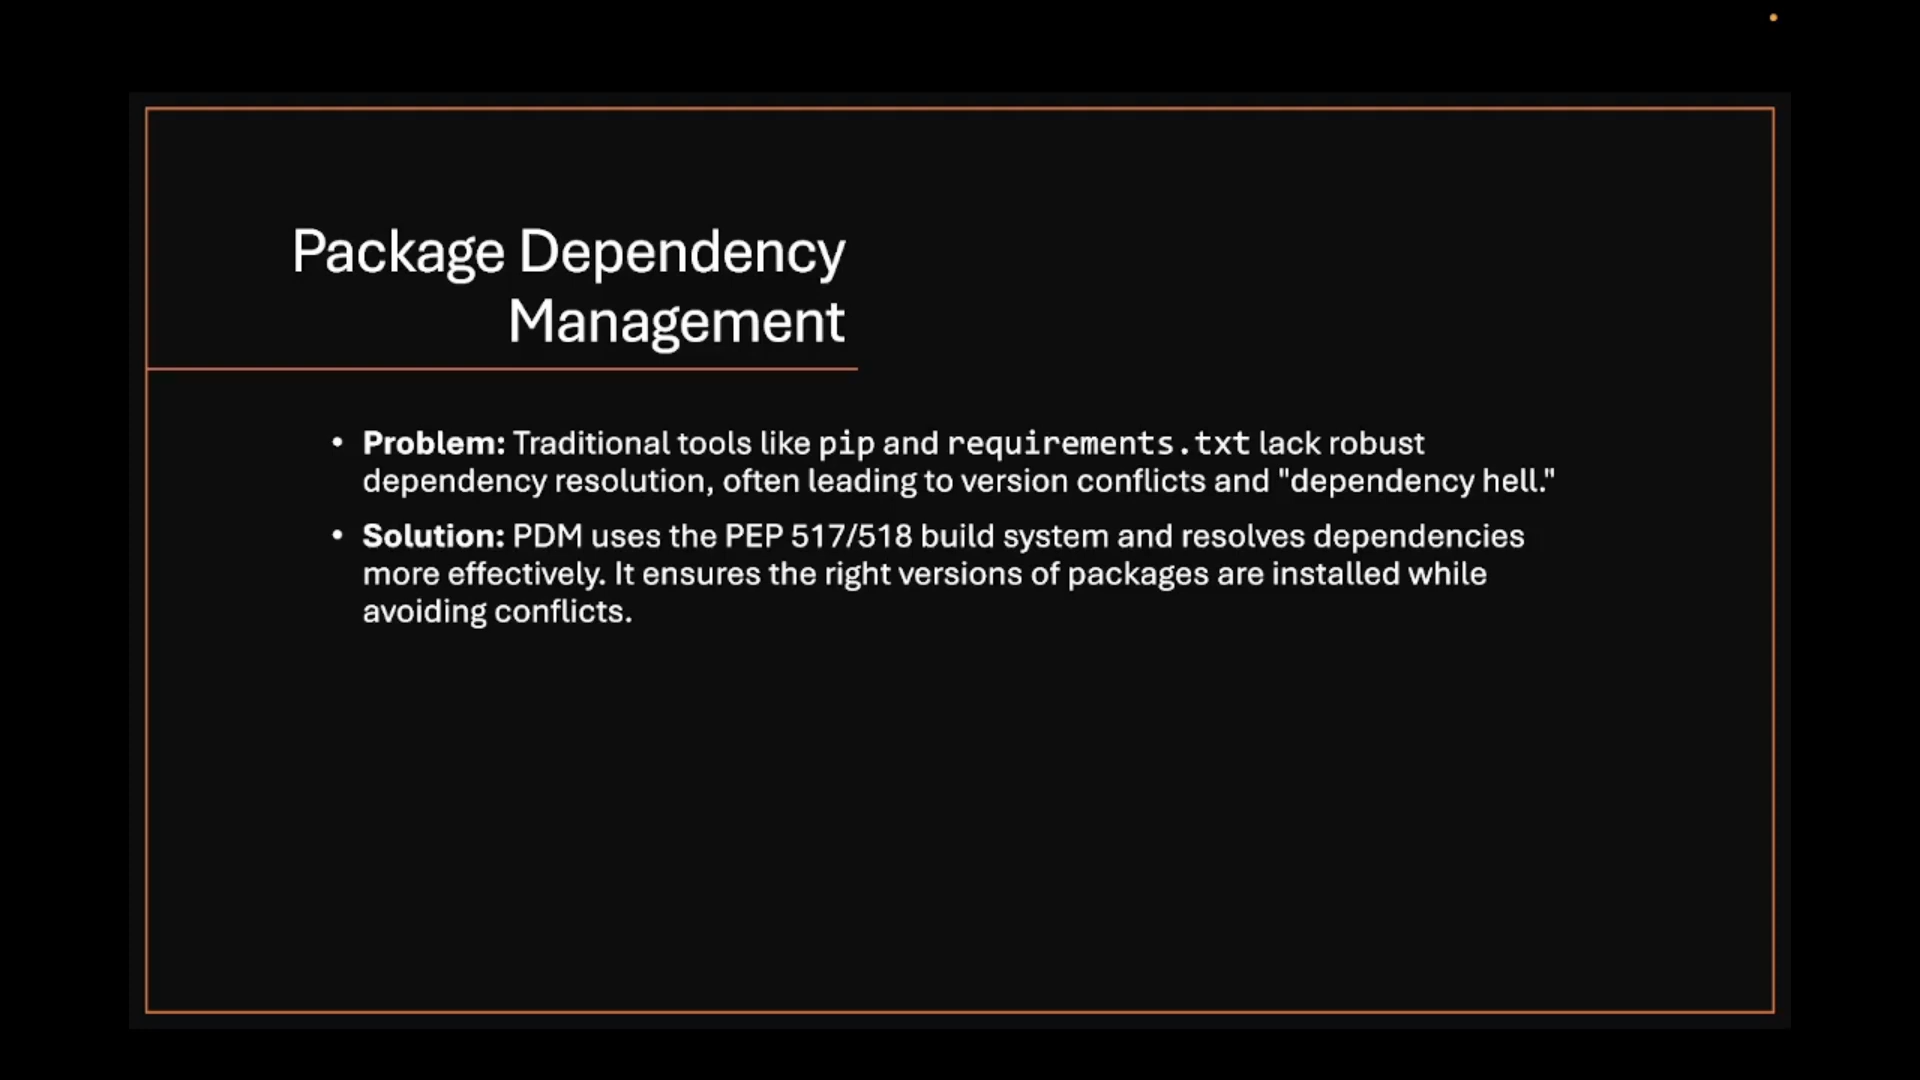 Package Dependency
Management
• Problem: Traditional tools like pip and requirements.txt lack robust
dependency resolution, often leading to version conflicts and "dependency hell."
• Solution: PDM uses the PEP 517/518 build system and resolves dependencies
more effectively. It ensures the right versions of packages are installed while
avoiding conflicts.